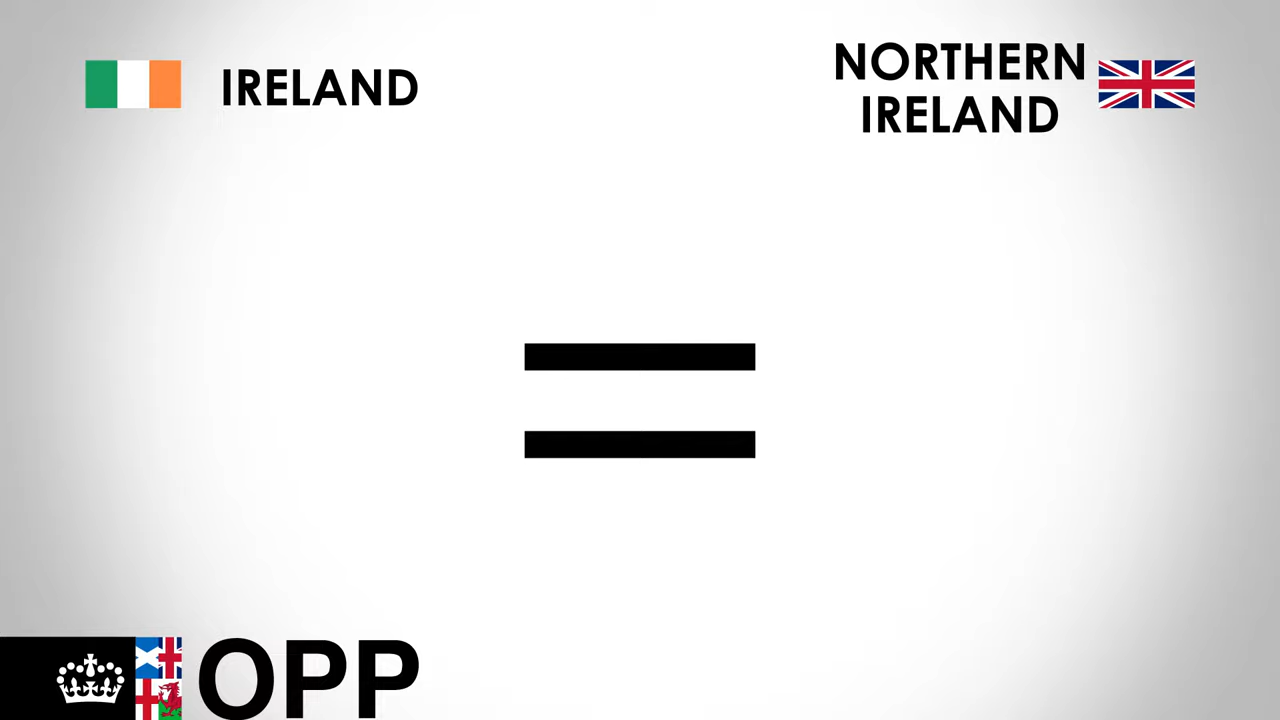 IRELAND
NORTHERN
IRELAND
=
OPP